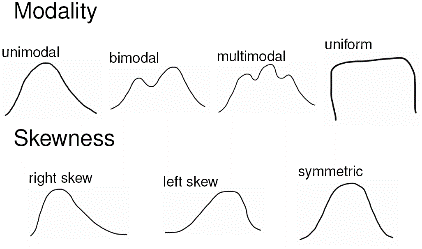 Modality
unimodal
bimodal
multimodal
uniform
Skewness
right skew
left skew
symmetric